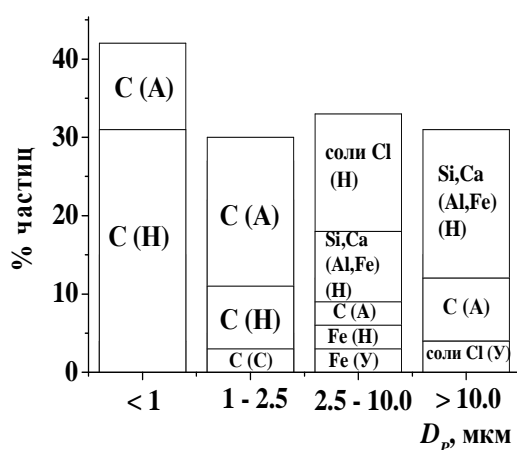 % частиц
40
30
20
10
0
C (A)
C (H)
C (A)
C (H)
C (C)
соли Cl
(H)
Si,Ca
(Al,Fe)
(H)
C (A)
Fe (H)
Fe (У)
Si,Ca
(Al,Fe)
(H)
C (A)
соли Cl (У)
< 1
1 - 2.5
2.5 - 10.0
> 10.0
Dp, мкм